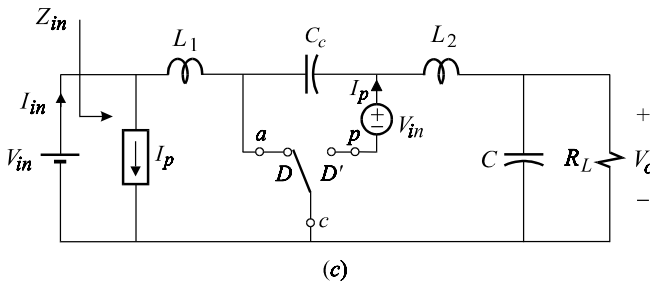 Z_in
L_1 C_c L_2
I_in I_p +
V_in I_p a p V_in
D D' C R_L V_o
c −
(c)